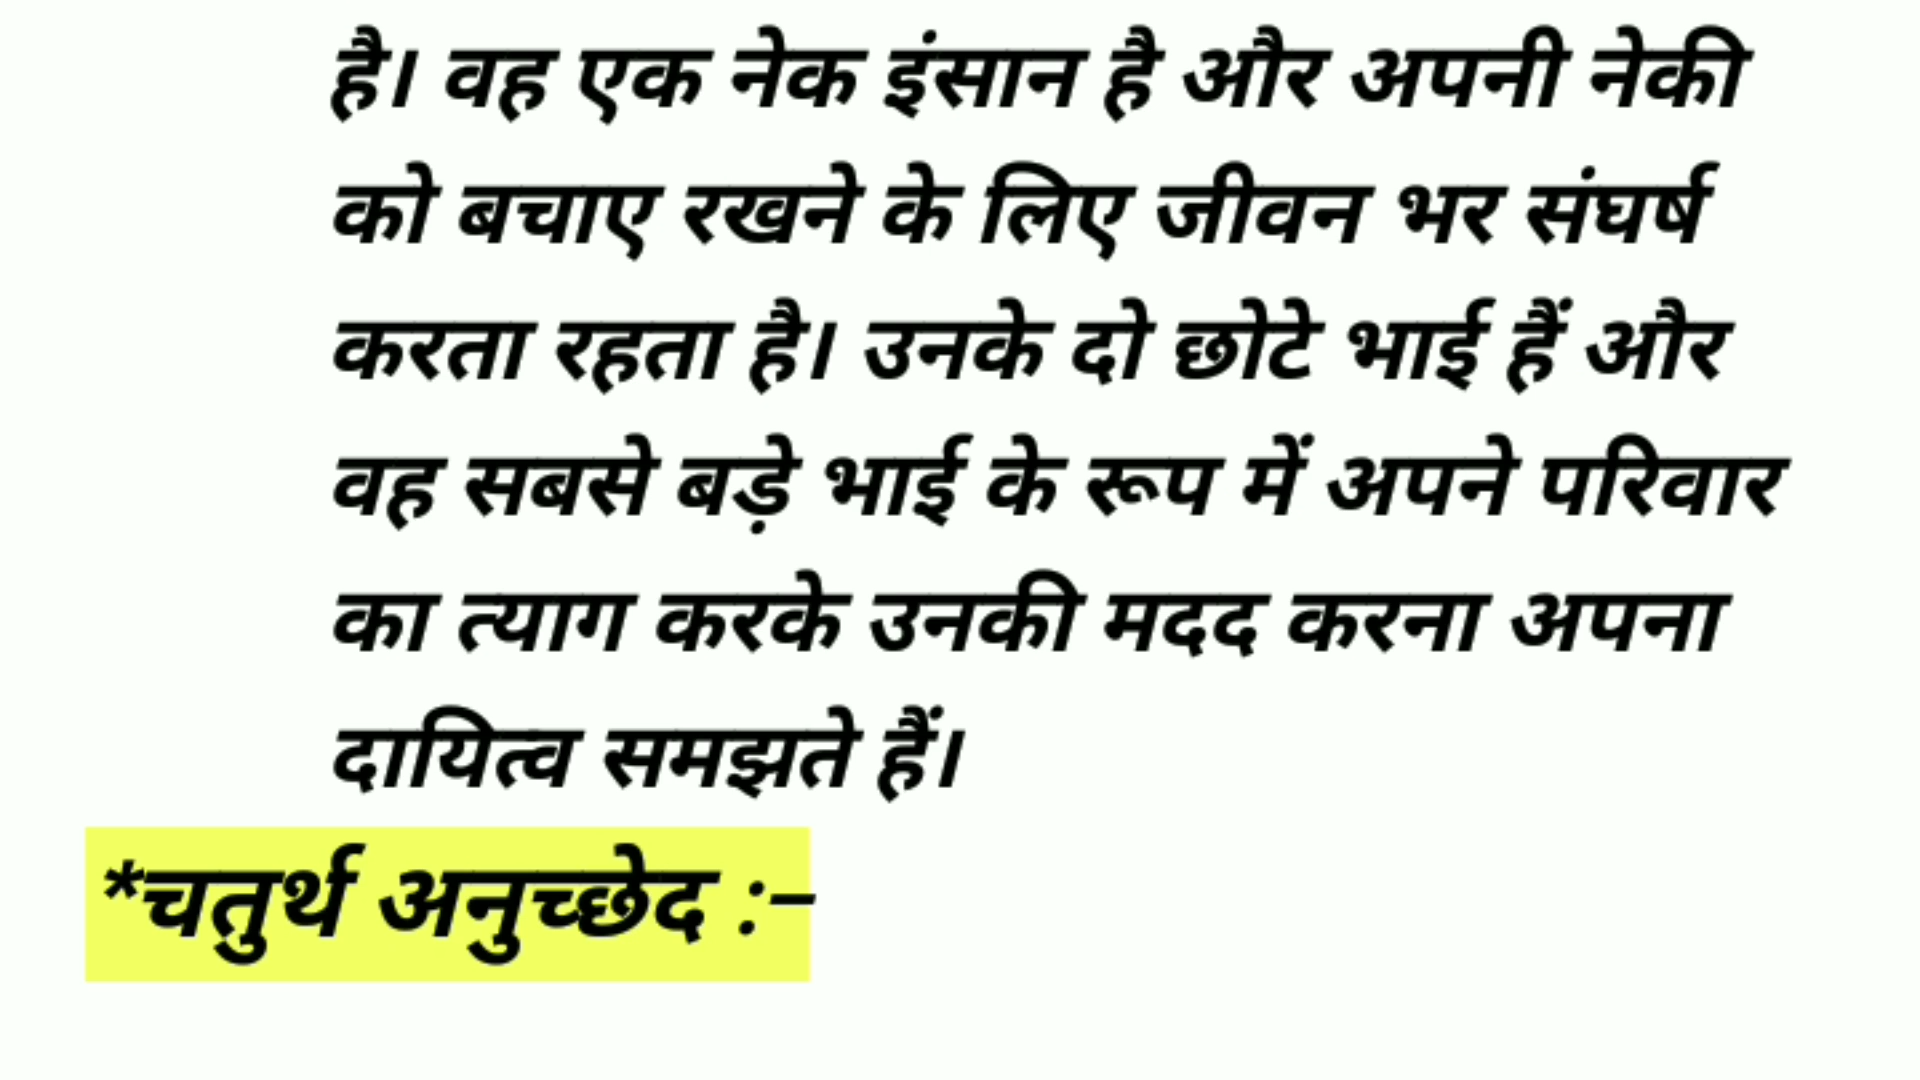 है। वह एक नेक इंसान है और अपनी नेकी
को बचाए रखने के लिए जीवन भर संघर्ष
करता रहता है। उनके दो छोटे भाई हैं और
वह सबसे बड़े भाई के रूप में अपने परिवार
का त्याग करके उनकी मदद करना अपना
दायित्व समझते हैं।
*चतुर्थ अनुच्छेद :–